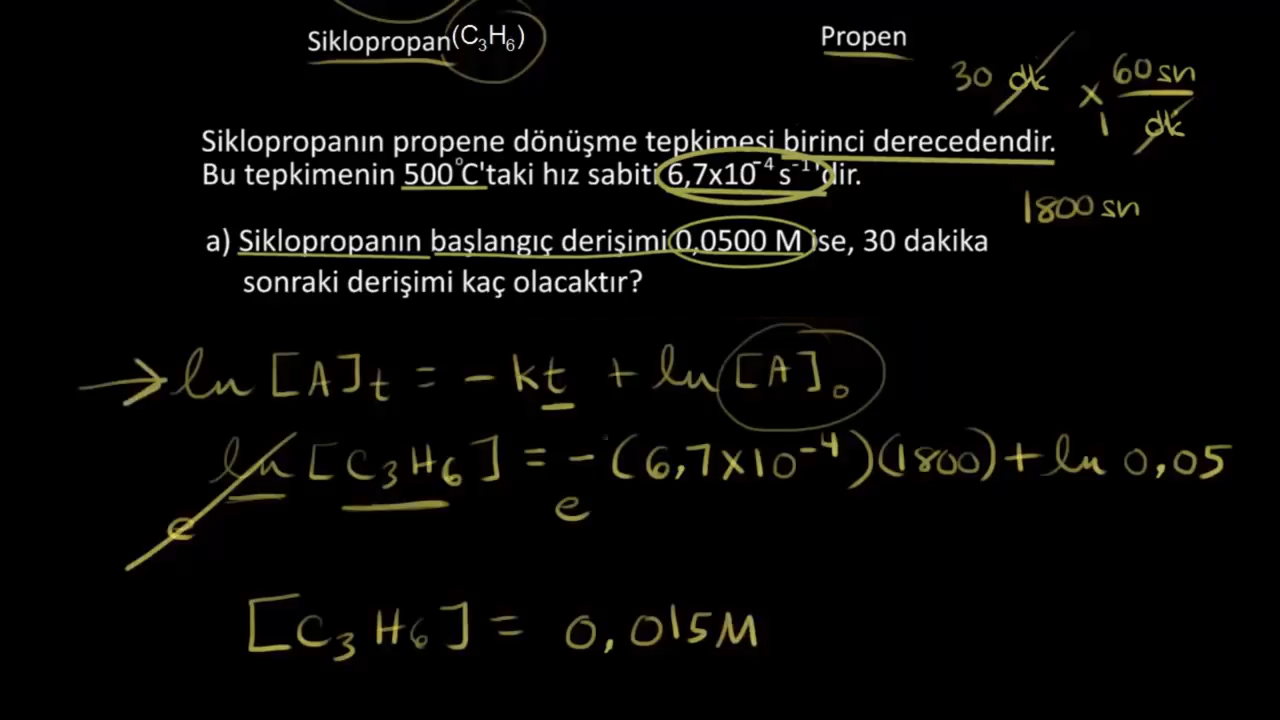 Siklopropan(C₃H₆) Propen
30 dk x 60 sn
1 dk
Siklopropanın propene dönüşme tepkimesi birinci derecedendir.
Bu tepkimenin 500°C'taki hız sabiti 6,7x10⁻⁴ s⁻¹'dir.
1800 sn
a) Siklopropanın başlangıç derişimi 0,0500 M ise, 30 dakika
sonraki derişimi kaç olacaktır?
ln [A]t = - kt + ln [A]₀
ln [C₃H₆] = -(6,7x10⁻⁴)(1800) + ln 0,05
e e
[C₃H₆] = 0,015M